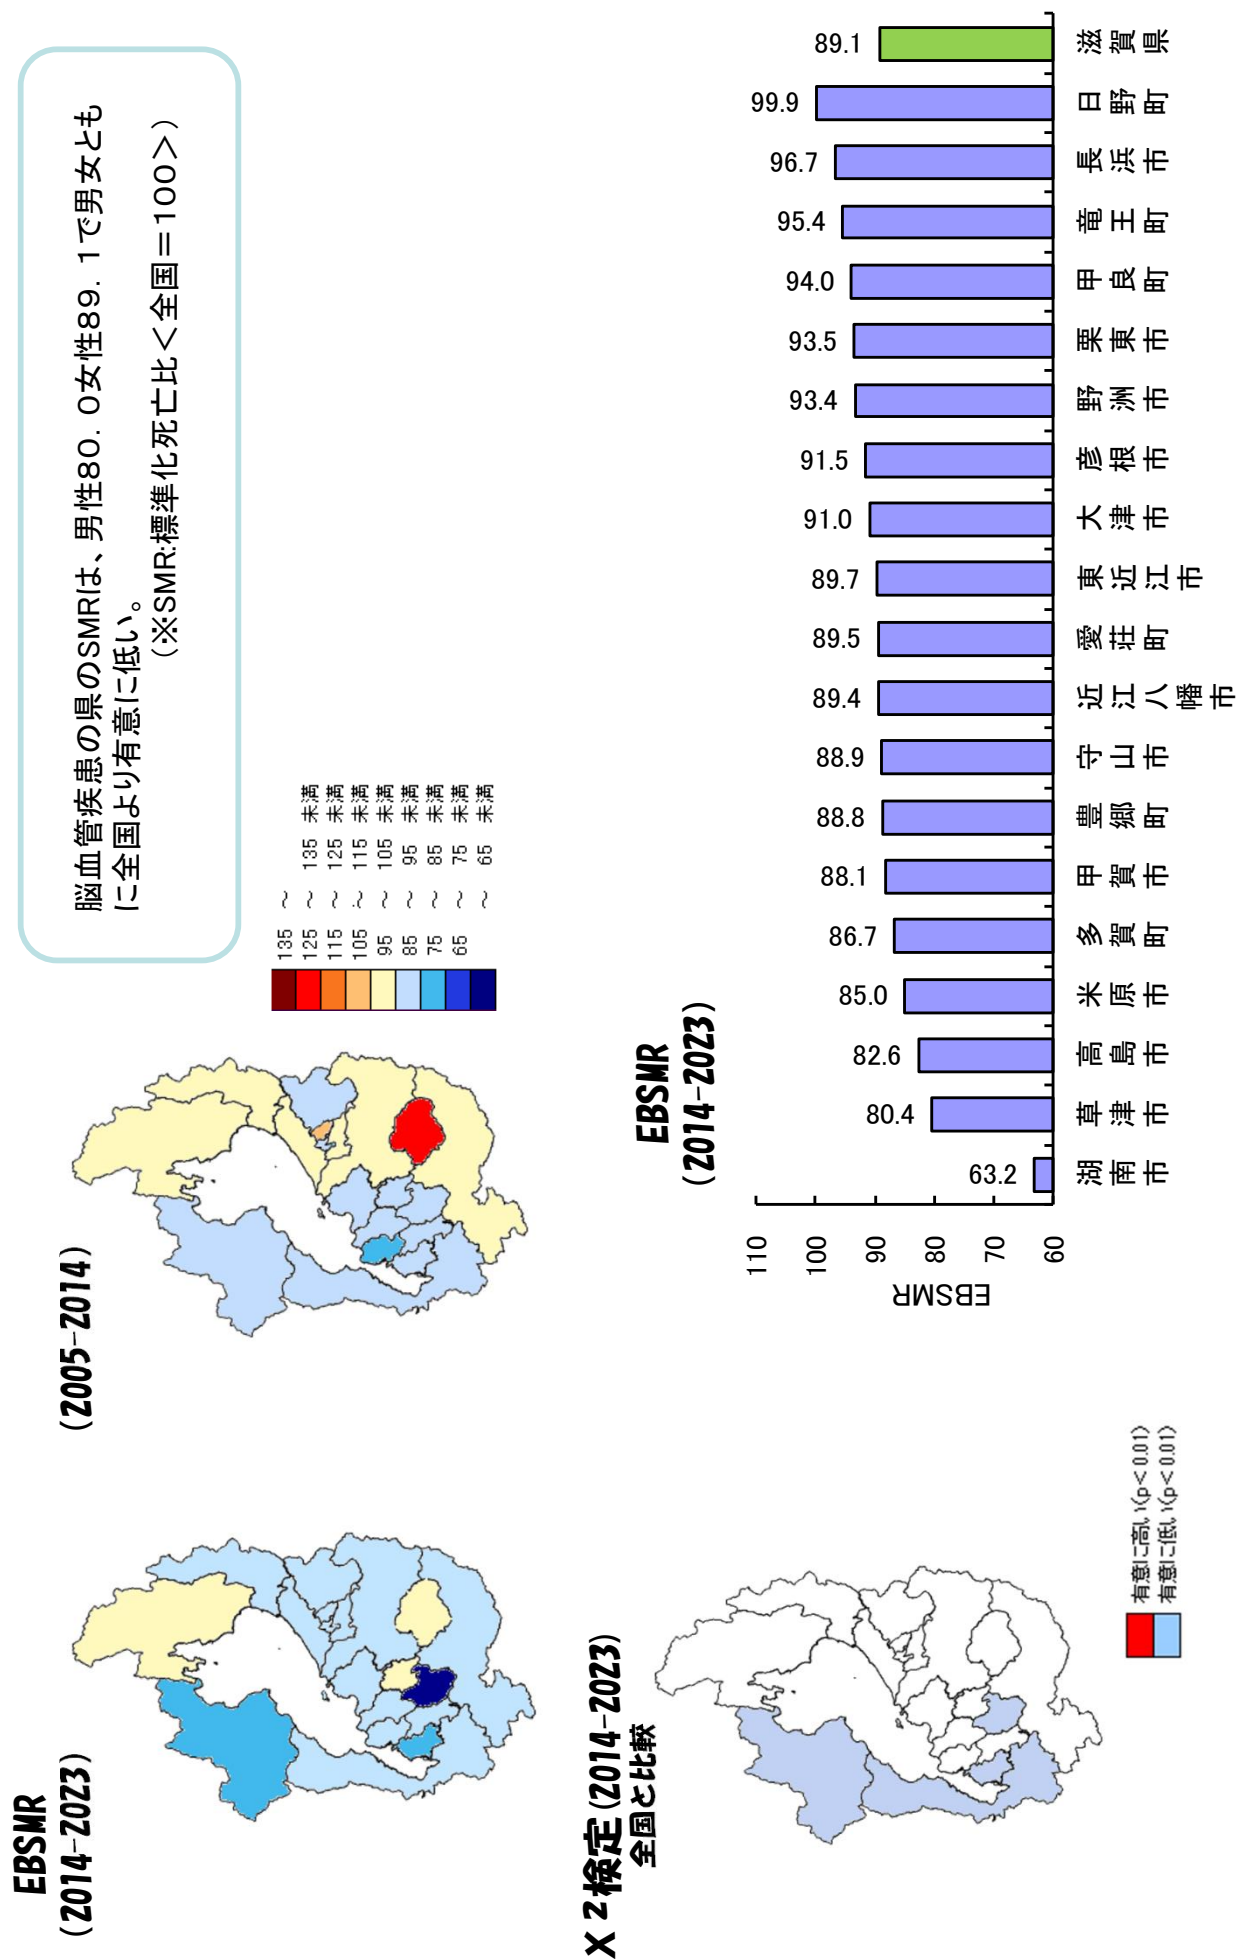 EBSMR
(2014-2023)
(2005-2014)
135 ～
125 ～ 135 未満
115 ～ 125 未満
105 ～ 115 未満
95 ～ 105 未満
85 ～ 95 未満
75 ～ 85 未満
65 ～ 75 未満
～ 65 未満
脳血管疾患の県のSMRは、男性80．0女性89．1で男女とも
に全国より有意に低い。
(※SMR:標準化死亡比＜全国＝100＞)
X²検定(2014-2023)
全国と比較
有意に高い(p＜0.01)
有意に低い(p＜0.01)
EBSMR
(2014-2023)
EBSMR
110
100
90
80
70
60
63.2
80.4
82.6
85.0
86.7
88.1
88.8
88.9
89.4
89.5
89.7
91.0
91.5
93.4
93.5
94.0
95.4
96.7
99.9
89.1
湖南市
草津市
高島市
米原市
多賀町
甲賀市
豊郷町
守山市
近江八幡市
愛荘町
東近江市
大津市
彦根市
野洲市
栗東市
甲良町
竜王町
長浜市
日野町
滋賀県